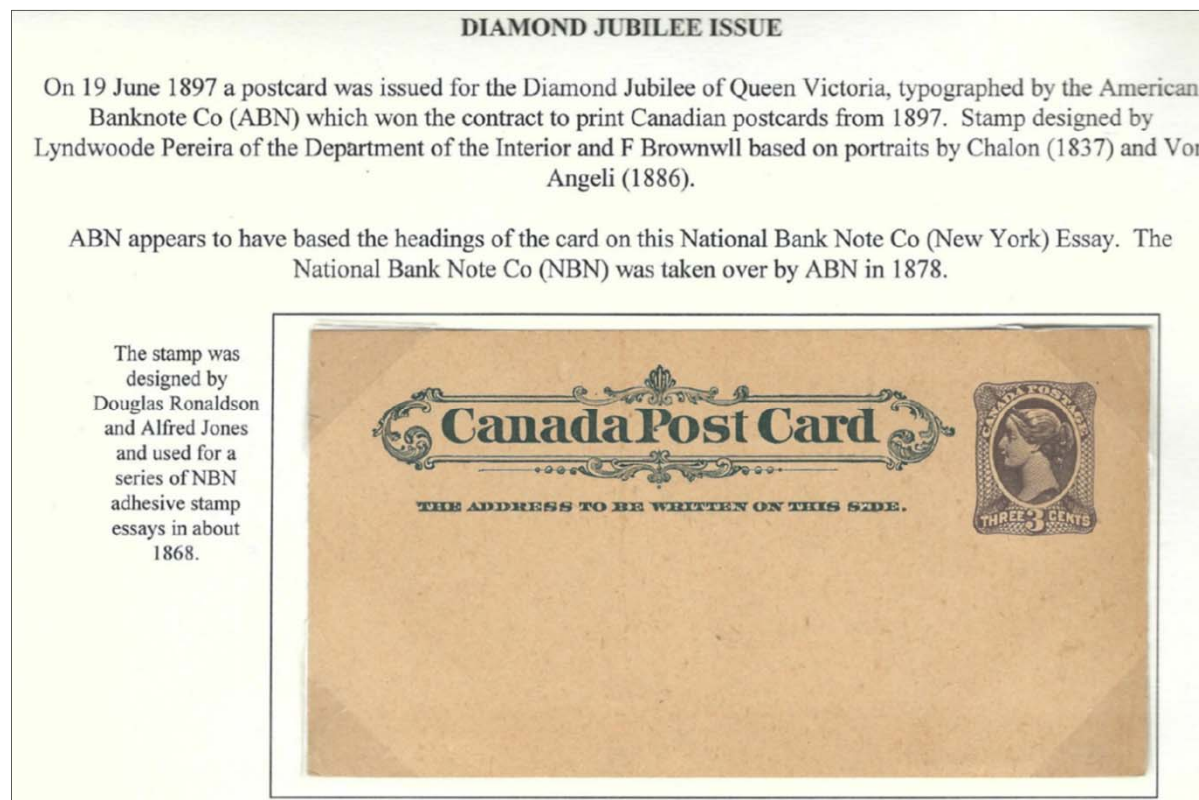 DIAMOND JUBILEE ISSUE
On 19 June 1897 a postcard was issued for the Diamond Jubilee of Queen Victoria, typographed by the American
Banknote Co (ABN) which won the contract to print Canadian postcards from 1897. Stamp designed by
Lyndwoode Pereira of the Department of the Interior and F Brownwll based on portraits by Chalon (1837) and Von
Angeli (1886).
ABN appears to have based the headings of the card on this National Bank Note Co (New York) Essay. The
National Bank Note Co (NBN) was taken over by ABN in 1878.
The stamp was
designed by
Douglas Ronaldson
and Alfred Jones
and used for a
series of NBN
adhesive stamp
essays in about
1868.
Canada Post Card
THE ADDRESS TO BE WRITTEN ON THIS SIDE.
CANADA POSTAGE
THREE 3 CENTS